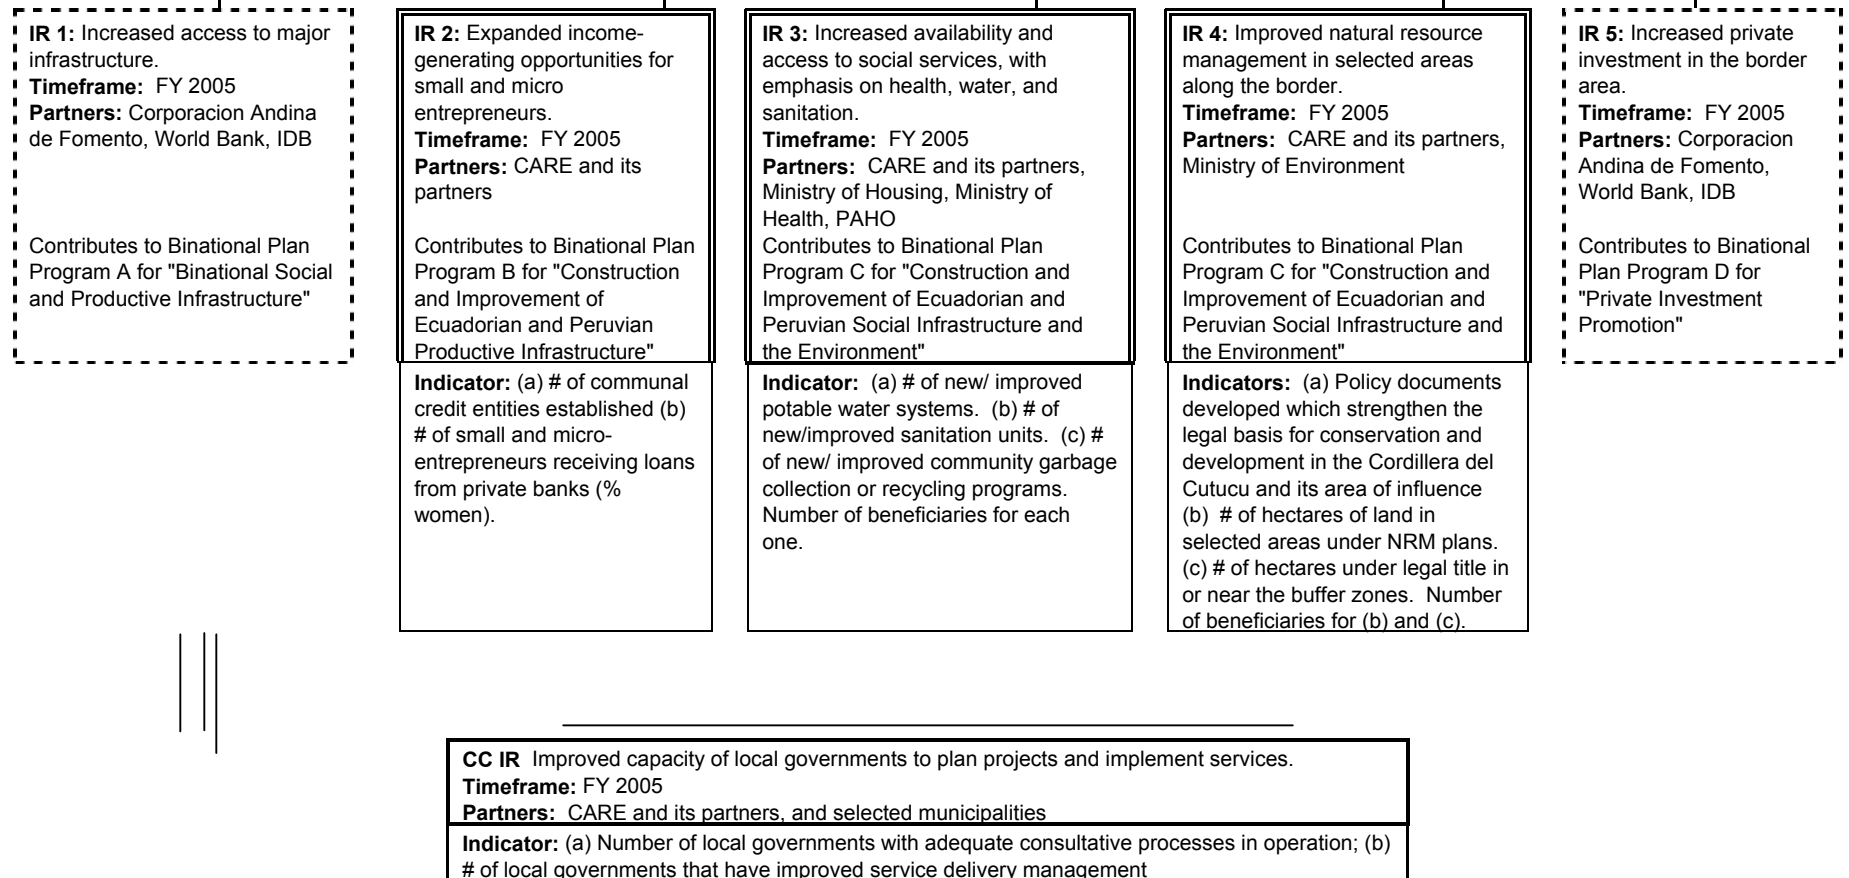 IR 1: Increased access to major
infrastructure.
Timeframe: FY 2005
Partners: Corporacion Andina
de Fomento, World Bank, IDB
Contributes to Binational Plan
Program A for "Binational Social
and Productive Infrastructure"
IR 2: Expanded income-
generating opportunities for
small and micro
entrepreneurs.
Timeframe: FY 2005
Partners: CARE and its
partners
Contributes to Binational Plan
Program B for "Construction
and Improvement of
Ecuadorian and Peruvian
Productive Infrastructure"
Indicator: (a) # of communal
credit entities established (b)
# of small and micro-
entrepreneurs receiving loans
from private banks (%
women).
IR 3: Increased availability and
access to social services, with
emphasis on health, water, and
sanitation.
Timeframe: FY 2005
Partners: CARE and its partners,
Ministry of Housing, Ministry of
Health, PAHO
Contributes to Binational Plan
Program C for "Construction and
Improvement of Ecuadorian and
Peruvian Social Infrastructure and
the Environment"
Indicator: (a) # of new/ improved
potable water systems. (b) # of
new/improved sanitation units. (c) #
of new/ improved community garbage
collection or recycling programs.
Number of beneficiaries for each
one.
IR 4: Improved natural resource
management in selected areas
along the border.
Timeframe: FY 2005
Partners: CARE and its partners,
Ministry of Environment
Contributes to Binational Plan
Program C for "Construction and
Improvement of Ecuadorian and
Peruvian Social Infrastructure and
the Environment"
Indicators: (a) Policy documents
developed which strengthen the
legal basis for conservation and
development in the Cordillera del
Cutucu and its area of influence
(b) # of hectares of land in
selected areas under NRM plans.
(c) # of hectares under legal title in
or near the buffer zones. Number
of beneficiaries for (b) and (c).
IR 5: Increased private
investment in the border
area.
Timeframe: FY 2005
Partners: Corporacion
Andina de Fomento,
World Bank, IDB
Contributes to Binational
Plan Program D for
"Private Investment
Promotion"
CC IR Improved capacity of local governments to plan projects and implement services.
Timeframe: FY 2005
Partners: CARE and its partners, and selected municipalities
Indicator: (a) Number of local governments with adequate consultative processes in operation; (b)
# of local governments that have improved service delivery management